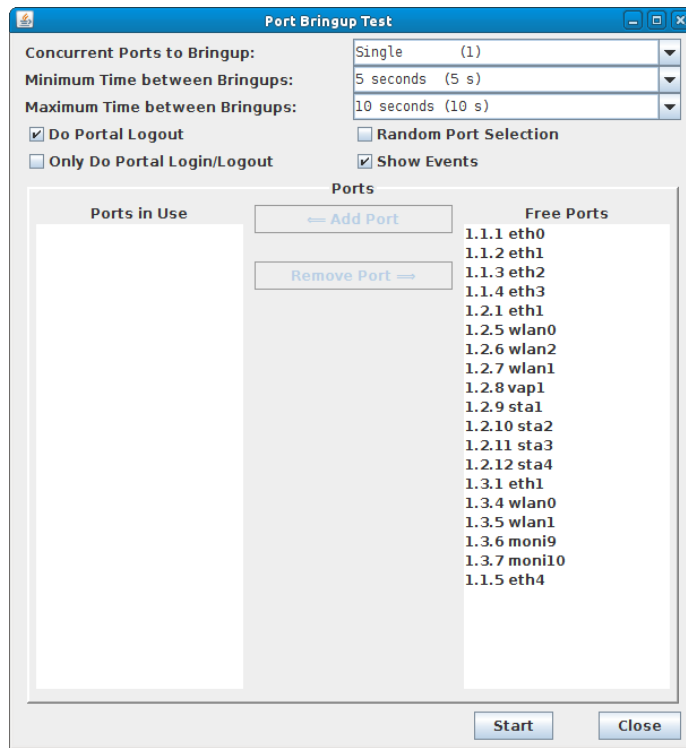 Port Bringup Test
Concurrent Ports to Bringup: Single (1)
Minimum Time between Bringups: 5 seconds (5 s)
Maximum Time between Bringups: 10 seconds (10 s)
Do Portal Logout Random Port Selection
Only Do Portal Login/Logout Show Events
Ports
Ports in Use ⟸ Add Port Free Ports
1.1.1 eth0
1.1.2 eth1
Remove Port ⟹ 1.1.3 eth2
1.1.4 eth3
1.2.1 eth1
1.2.5 wlan0
1.2.6 wlan2
1.2.7 wlan1
1.2.8 vap1
1.2.9 sta1
1.2.10 sta2
1.2.11 sta3
1.2.12 sta4
1.3.1 eth1
1.3.4 wlan0
1.3.5 wlan1
1.3.6 moni9
1.3.7 moni10
1.1.5 eth4
Start Close